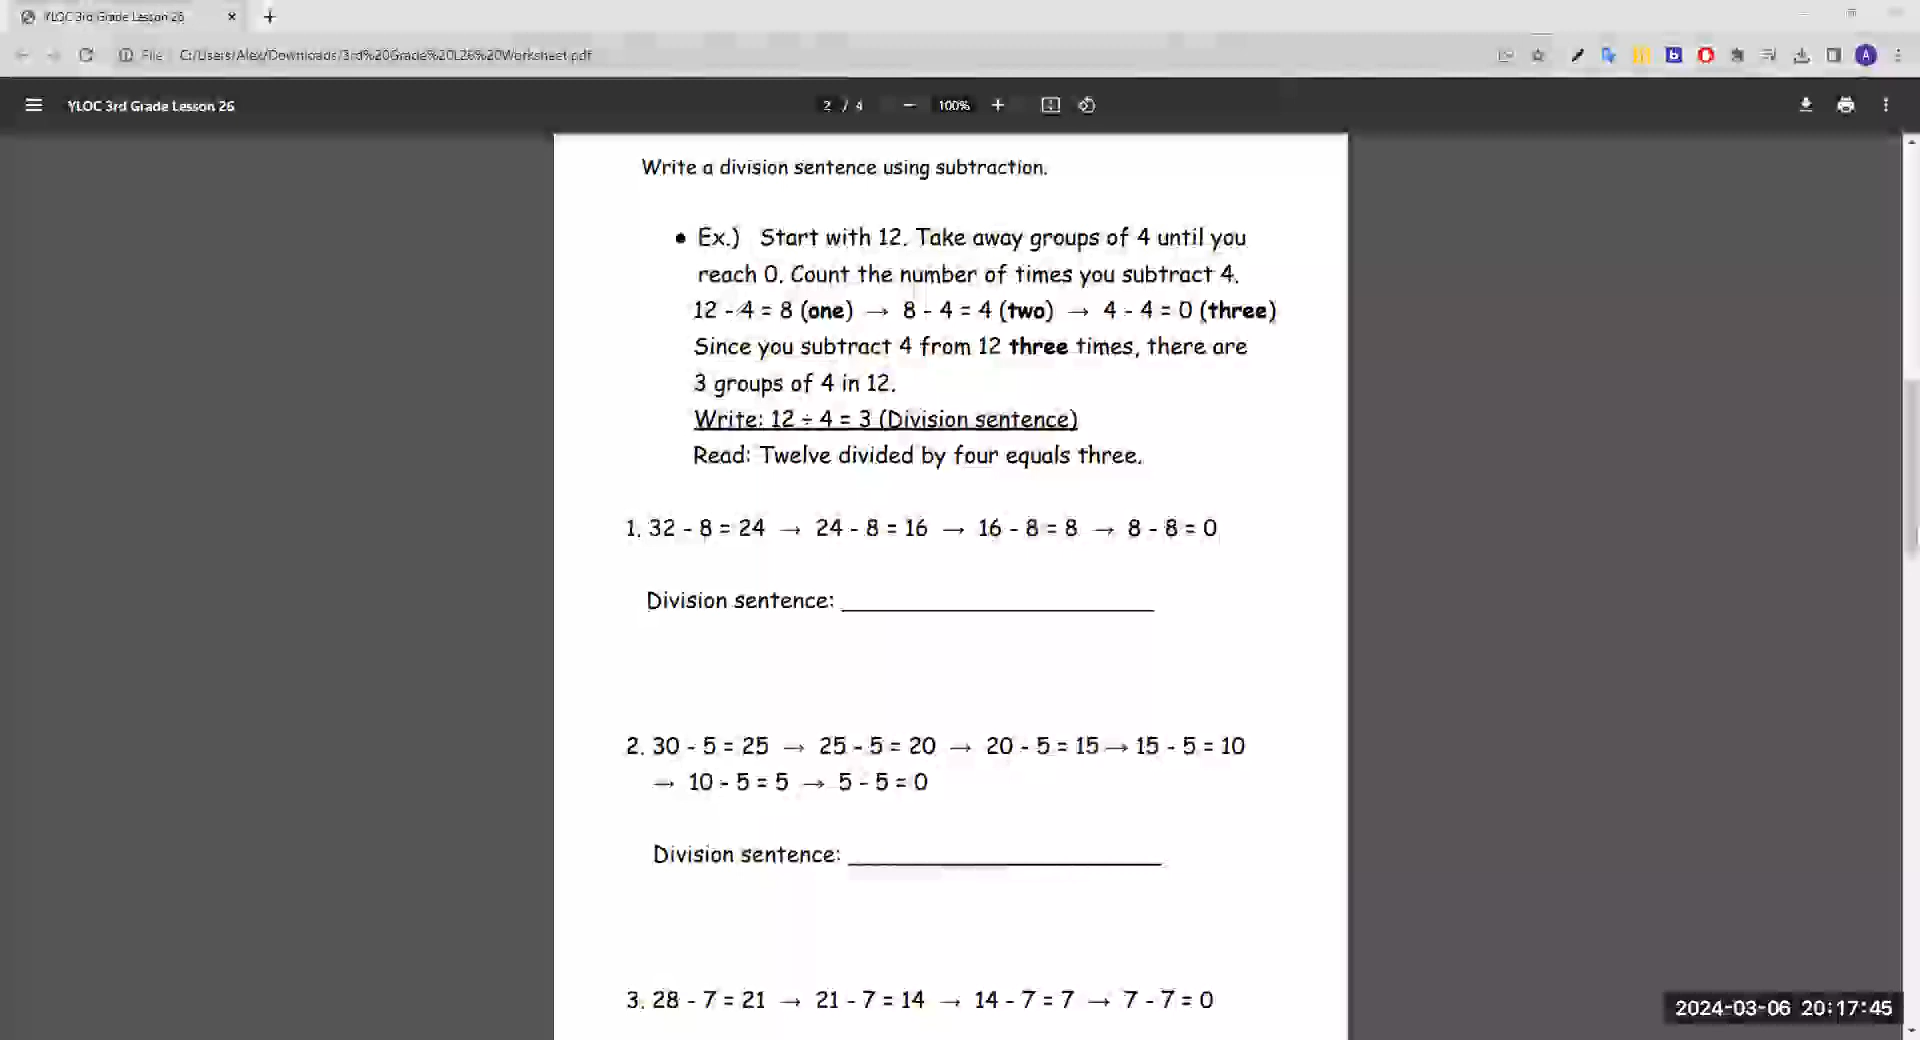 YLOC 3rd Grade Lesson 26
File C:/Users/Alex/Downloads/3rd%20Grade%20L26%20Worksheet.pdf
A
YLOC 3rd Grade Lesson 26
2 / 4
100%
Write a division sentence using subtraction.
• Ex.) Start with 12. Take away groups of 4 until you
reach 0. Count the number of times you subtract 4.
12 - 4 = 8 (one) → 8 - 4 = 4 (two) → 4 - 4 = 0 (three)
Since you subtract 4 from 12 three times, there are
3 groups of 4 in 12.
Write: 12 ÷ 4 = 3 (Division sentence)
Read: Twelve divided by four equals three.
1. 32 - 8 = 24 → 24 - 8 = 16 → 16 - 8 = 8 → 8 - 8 = 0
Division sentence: ____________________
2. 30 - 5 = 25 → 25 - 5 = 20 → 20 - 5 = 15 → 15 - 5 = 10
→ 10 - 5 = 5 → 5 - 5 = 0
Division sentence: ____________________
3. 28 - 7 = 21 → 21 - 7 = 14 → 14 - 7 = 7 → 7 - 7 = 0
2024-03-06 20:17:45